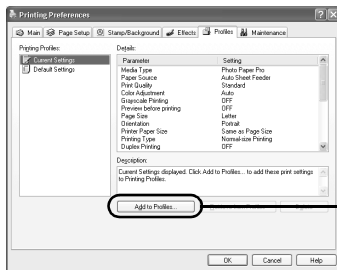 Printing Preferences
Main Page Setup Stamp/Background Effects Profiles Maintenance
Printing Profiles:
Current Settings
Default Settings
Details:
Parameter Setting
Media Type Photo Paper Pro
Paper Source Auto Sheet Feeder
Print Quality Standard
Color Adjustment Auto
Grayscale Printing OFF
Preview before printing OFF
Page Size Letter
Orientation Portrait
Printer Paper Size Same as Page Size
Printing Type Normal-size Printing
Duplex Printing OFF
Description:
Current Settings displayed. Click Add to Profiles... to add these print settings
to Printing Profiles.
Add to Profiles...
OK Cancel Help